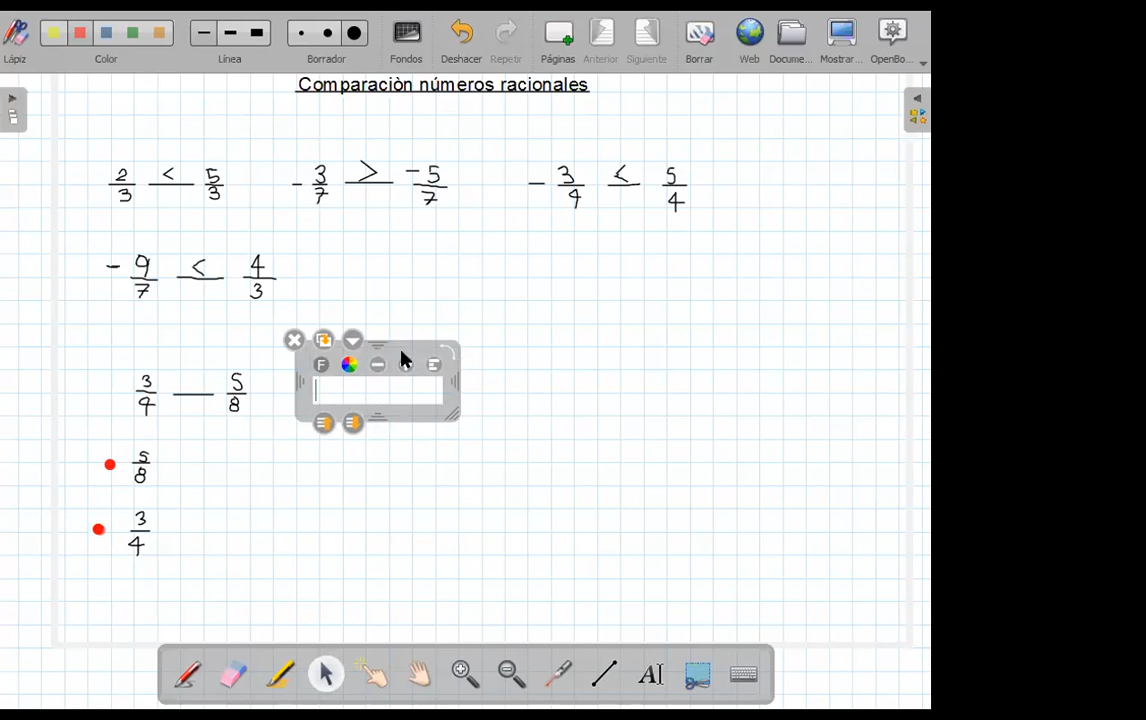 Lápiz Color Línea Borrador Fondos Deshacer Repetir Páginas Anterior Siguiente Borrar Web Docume... Mostrar... OpenBo...
Comparaciòn números racionales
2/3 < 5/3   - 3/7 > -5/7   - 3/4 < 5/4
- 9/7 < 4/3
F
3/4 __ 5/8
5/8
3/4
AI